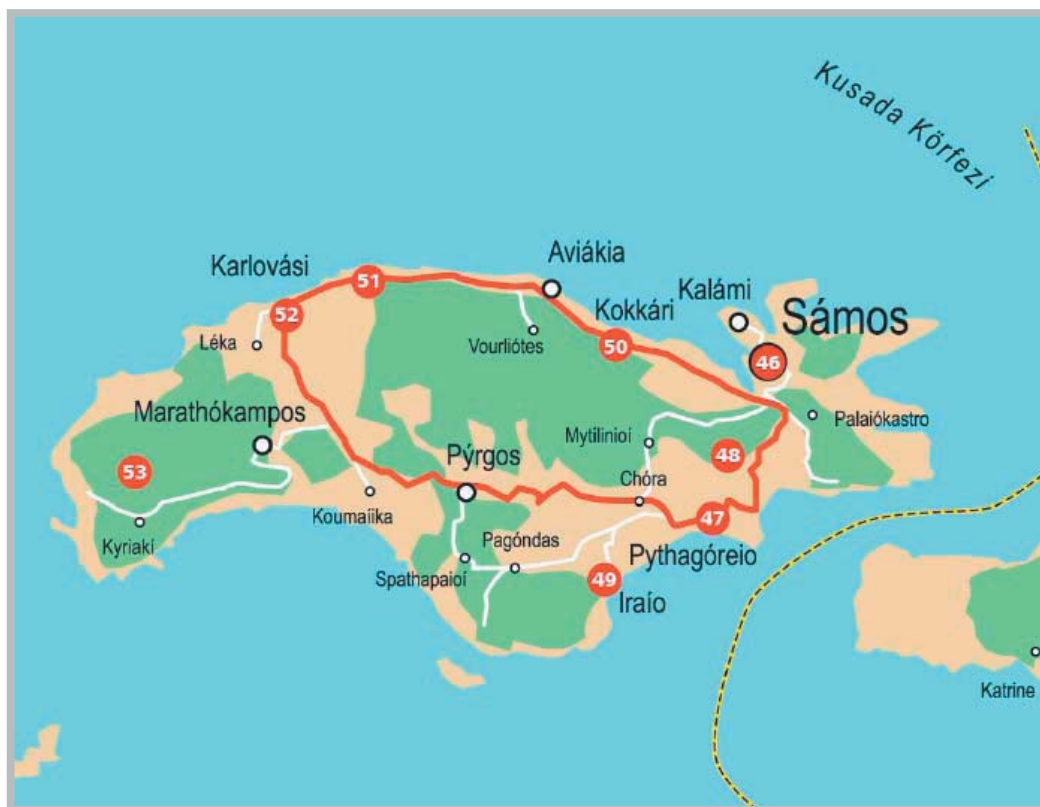 Kusada Körfezi
Aviákia
Karlovási
51
Kokkári
Kalámi
Sámos
52
Léka
Vourliótes
50
46
Marathókampos
Palaiókastro
Mytilinioí
48
53
Pýrgos
Chóra
Koumaiika
47
Kyriakí
Pagóndas
Pythagóreio
Spathapaioí
49
Iraío
Katrine